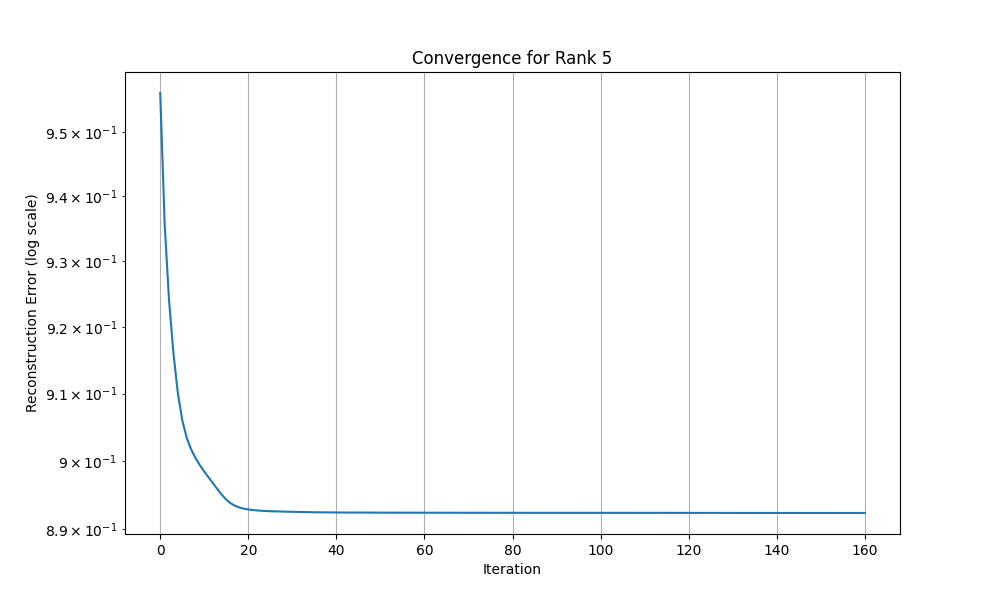 Convergence for Rank 5
Reconstruction Error (log scale)
9.5 × 10⁻¹
9.4 × 10⁻¹
9.3 × 10⁻¹
9.2 × 10⁻¹
9.1 × 10⁻¹
9 × 10⁻¹
8.9 × 10⁻¹
0 20 40 60 80 100 120 140 160
Iteration